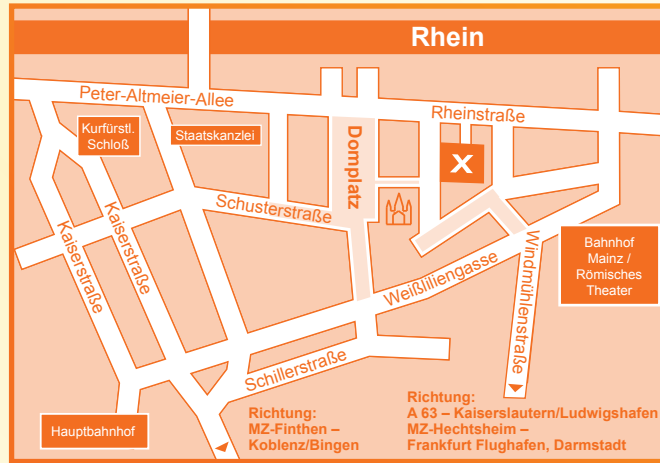 Rhein
Peter-Altmeier-Allee
Rheinstraße
Kurfürstl.
Schloß
Staatskanzlei
Domplatz
X
Schusterstraße
Kaiserstraße
Kaiserstraße
Weißliliengasse
Windmühlenstraße
Bahnhof
Mainz /
Römisches
Theater
Schillerstraße
Hauptbahnhof
Richtung:
MZ-Finthen –
Koblenz/Bingen
Richtung:
A 63 – Kaiserslautern/Ludwigshafen
MZ-Hechtsheim –
Frankfurt Flughafen, Darmstadt